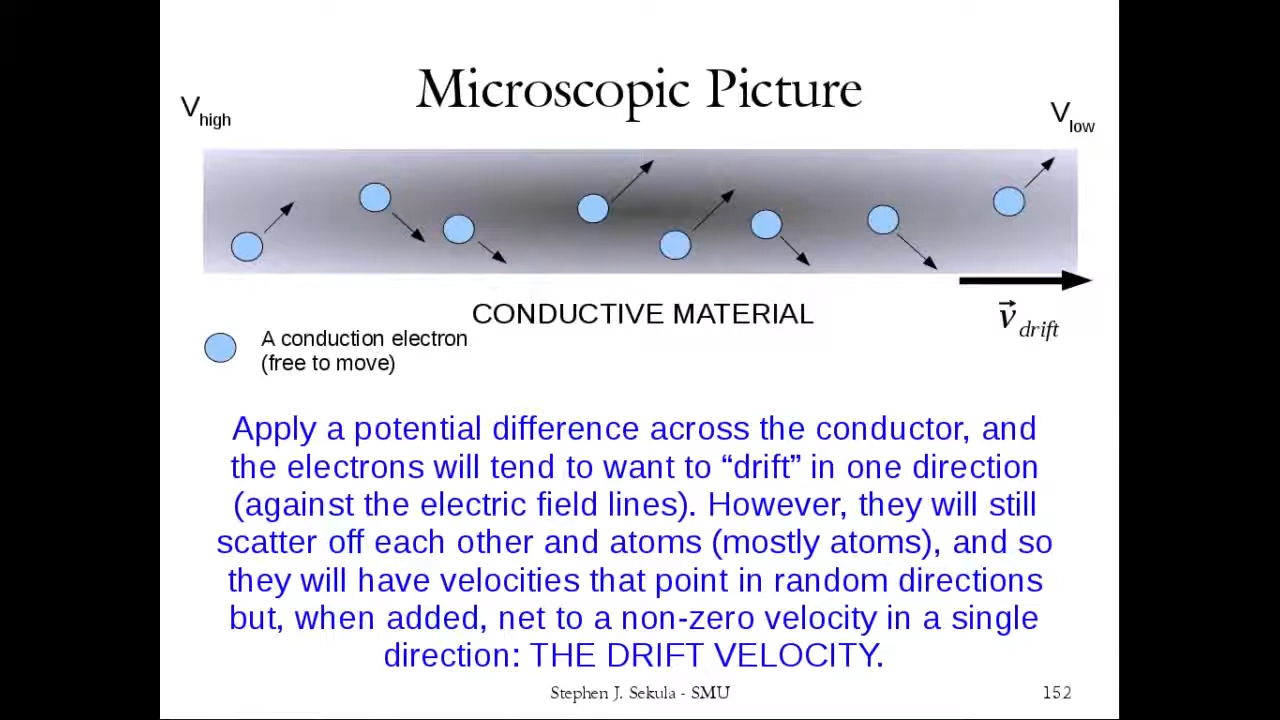 Microscopic Picture
Vhigh
Vlow
v drift
CONDUCTIVE MATERIAL
A conduction electron
(free to move)
Apply a potential difference across the conductor, and
the electrons will tend to want to “drift” in one direction
(against the electric field lines). However, they will still
scatter off each other and atoms (mostly atoms), and so
they will have velocities that point in random directions
but, when added, net to a non-zero velocity in a single
direction: THE DRIFT VELOCITY.
Stephen J. Sekula - SMU
152